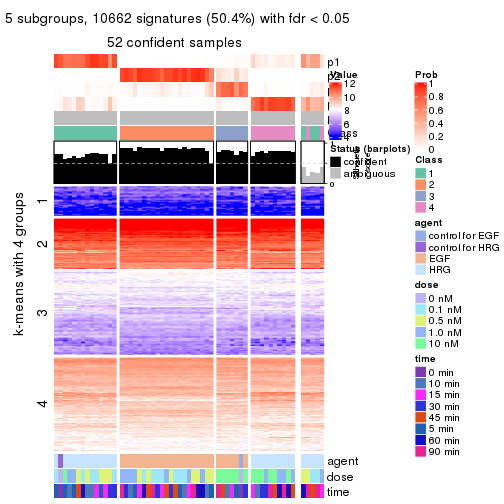 5 subgroups, 10662 signatures (50.4%) with fdr < 0.05
52 confident samples
p1
p2
Value
12
10
8
6
4
Prob
1
0.8
0.6
0.4
0.2
0
Class
Status (barplots)
confident
ambiguous
1
0
Class
1
2
3
4
agent
control for EGF
control for HRG
EGF
HRG
dose
0 nM
0.1 nM
0.5 nM
1.0 nM
10 nM
time
0 min
10 min
15 min
30 min
45 min
5 min
60 min
90 min
k-means with 4 groups
1
2
3
4
agent
dose
time